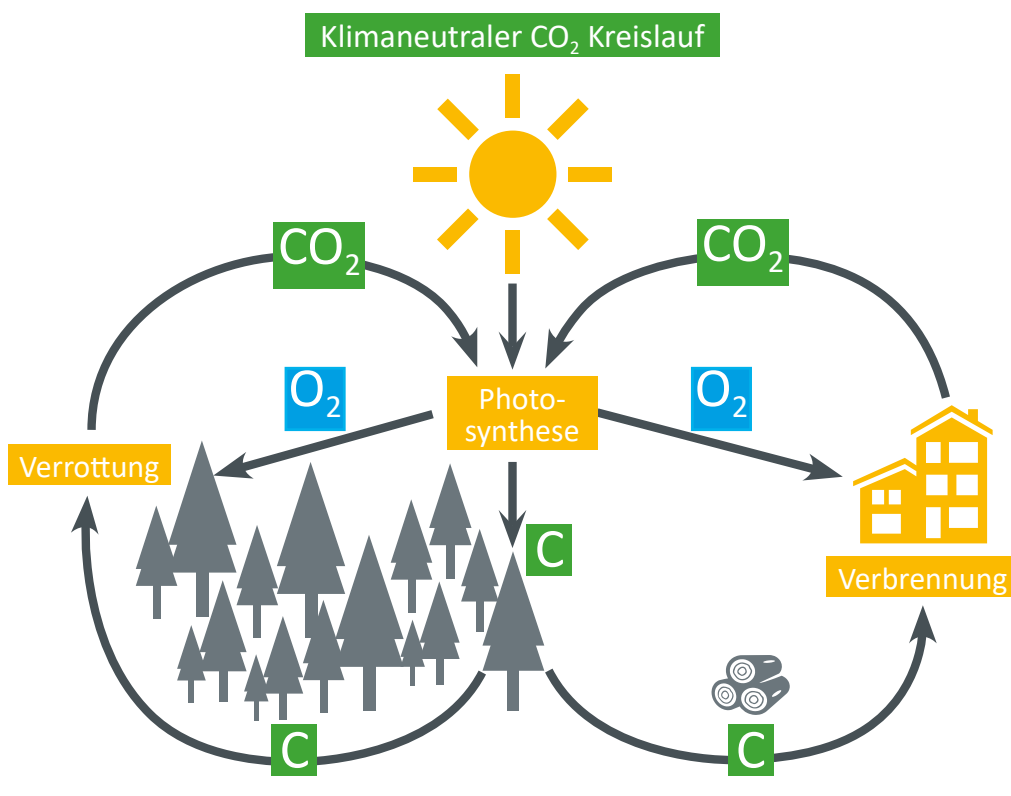 Klimaneutraler CO₂ Kreislauf
CO₂
CO₂
O₂
O₂
Photo-
synthese
Verrottung
C
Verbrennung
C
C